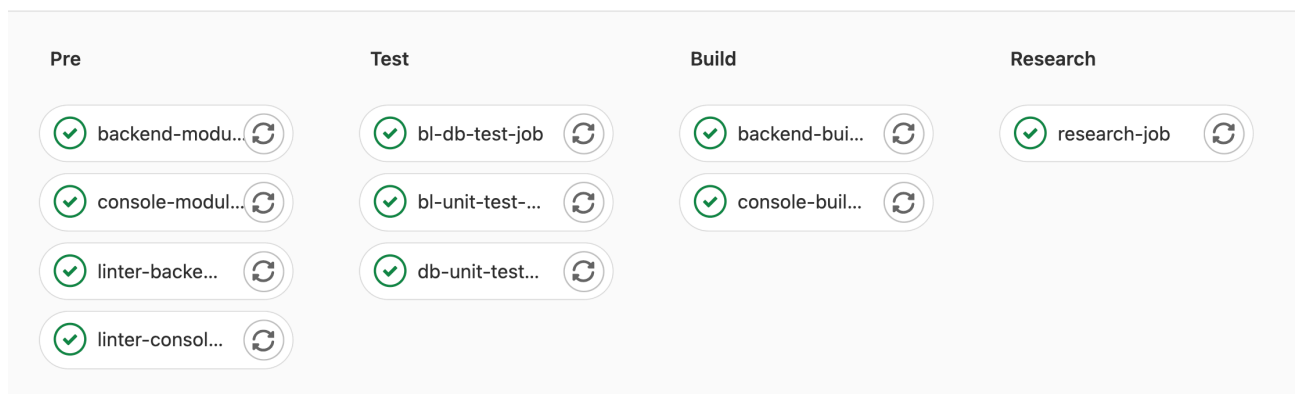 Pre
backend-modu...
console-modul...
linter-backe...
linter-consol...
Test
bl-db-test-job
bl-unit-test-...
db-unit-test...
Build
backend-bui...
console-buil...
Research
research-job